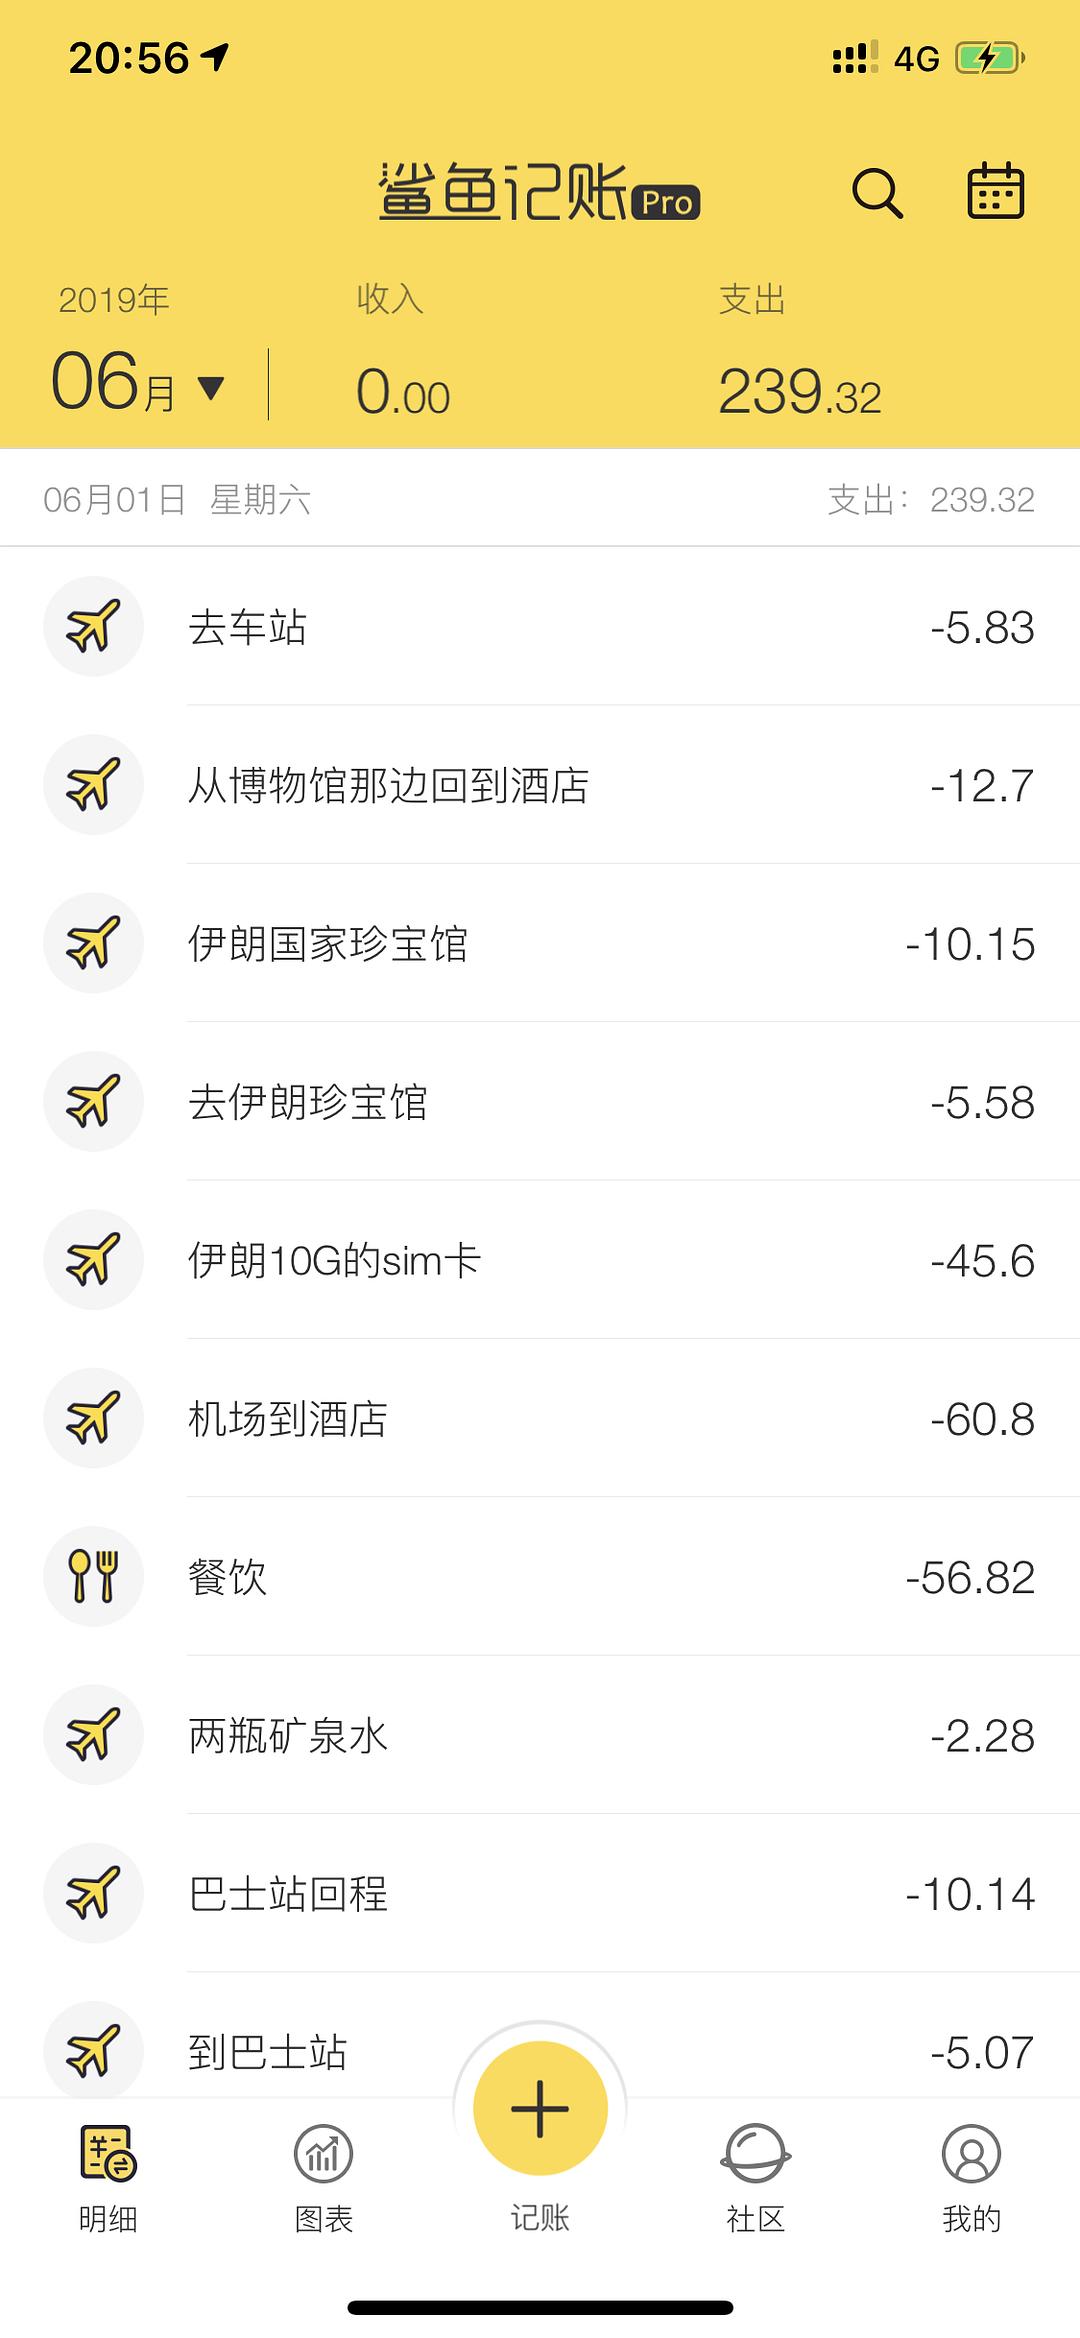 20:56 4G
鲨鱼记账Pro
2019年 收入 支出
06月 0.00 239.32
06月01日 星期六 支出：239.32
去车站 -5.83
从博物馆那边回到酒店 -12.7
伊朗国家珍宝馆 -10.15
去伊朗珍宝馆 -5.58
伊朗10G的sim卡 -45.6
机场到酒店 -60.8
餐饮 -56.82
两瓶矿泉水 -2.28
巴士站回程 -10.14
到巴士站 -5.07
明细 图表 记账 社区 我的